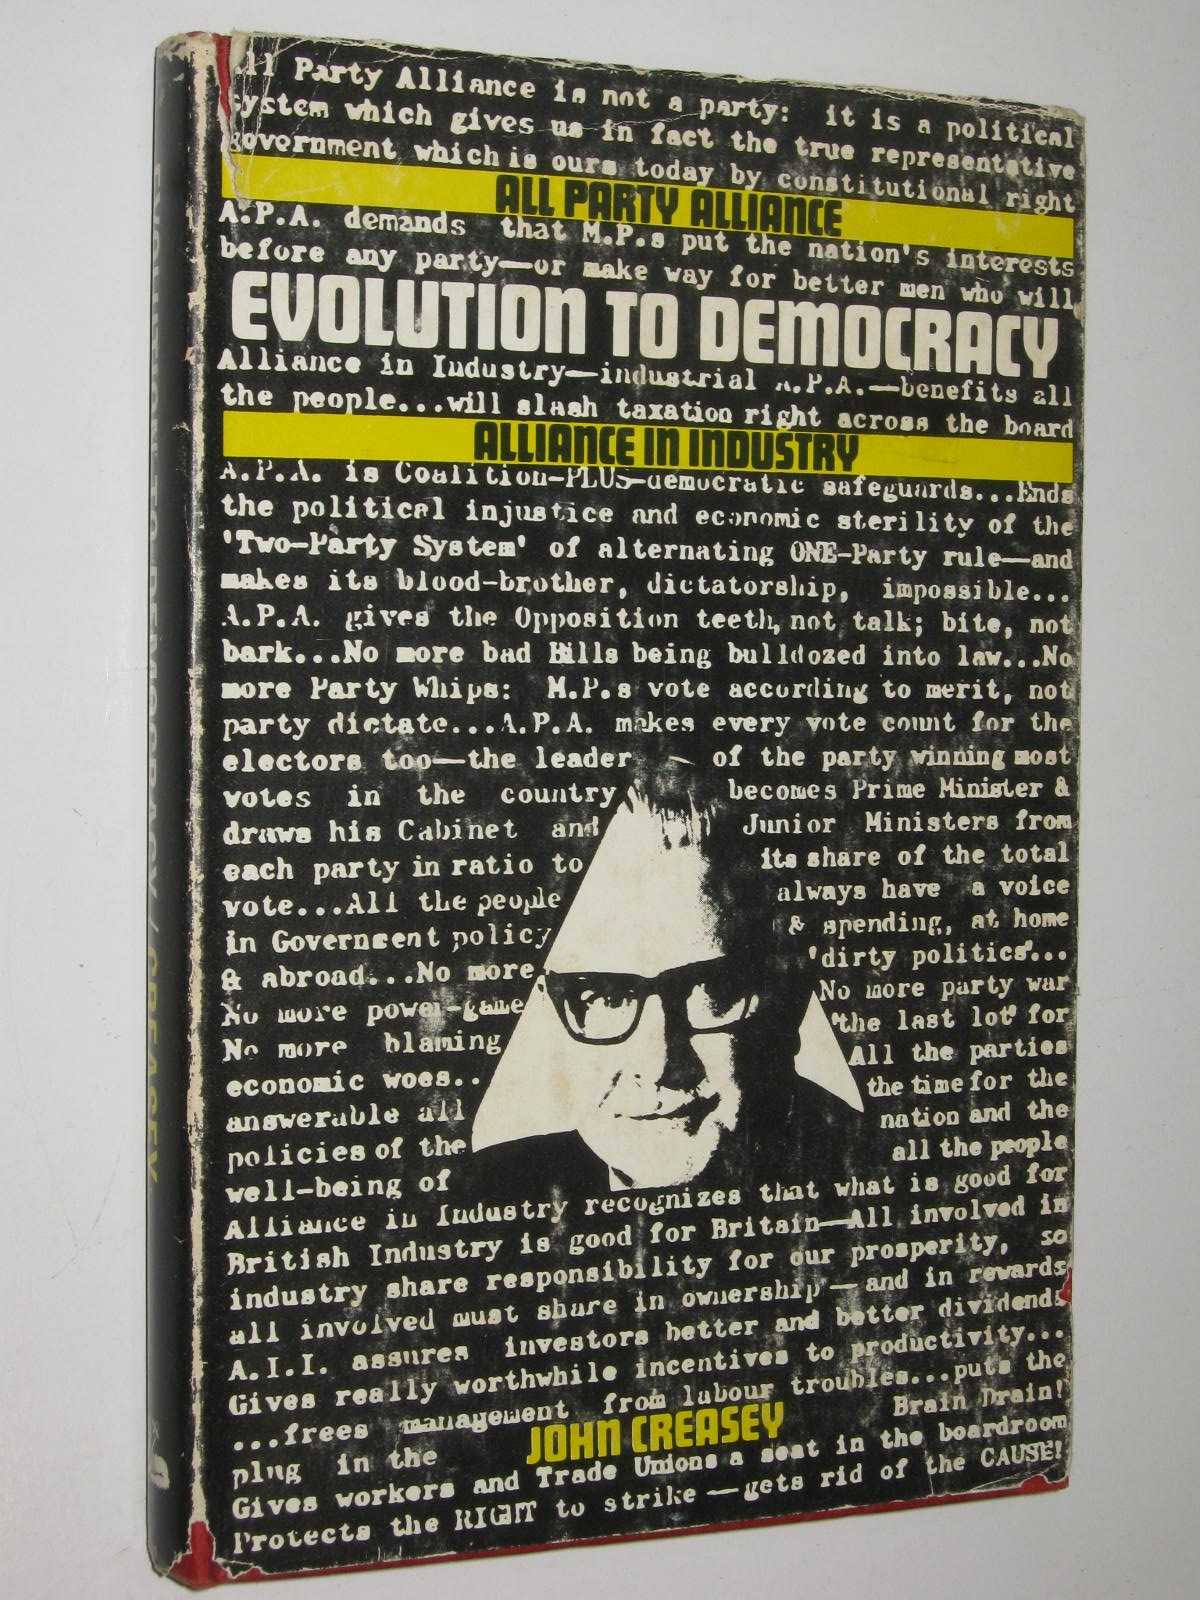 All Party Alliance is not a party: it is a political
system which gives us in fact the true representative
government which is ours today by constitutional right
ALL PARTY ALLIANCE
A.P.A. demands that M.P.s put the nation's interests
before any party—or make way for better men who will
EVOLUTION TO DEMOCRACY
Alliance in Industry—industrial A.P.A.—benefits all
the people...will slash taxation right across the board
ALLIANCE IN INDUSTRY
A.P.A. is Coalition-PLUS-democratic safeguards...Ends
the political injustice and economic sterility of the
'Two-Party System' of alternating ONE-Party rule—and
makes its blood-brother, dictatorship, impossible...
A.P.A. gives the Opposition teeth, not talk; bite, not
bark...No more bad Bills being bulldozed into law...No
more Party Whips: M.P.s vote according to merit, not
party dictate...A.P.A. makes every vote count for the
electors too—the leader of the party winning most
votes in the country becomes Prime Minister &
draws his Cabinet and Junior Ministers from
each party in ratio to its share of the total
vote...All the people always have a voice
in Government policy & spending, at home
& abroad...No more 'dirty politics'...
No more power-game No more party war
No more blaming 'the last lot' for
economic woes.. All the parties
answerable all the time for the
policies of the nation and the
well-being of all the people
Alliance in Industry recognizes that what is good for
British Industry is good for Britain—All involved in
industry share responsibility for our prosperity, so
all involved must share in ownership—and in rewards
A.I.I. assures investors better and better dividends
Gives really worthwhile incentives to productivity...
...frees management from labour troubles...puts the
plug in the JOHN CREASEY Brain Drain!
Gives workers and Trade Unions a seat in the boardroom
Protects the RIGHT to strike—gets rid of the CAUSE!
EVOLUTION TO DEMOCRACY / CREASEY